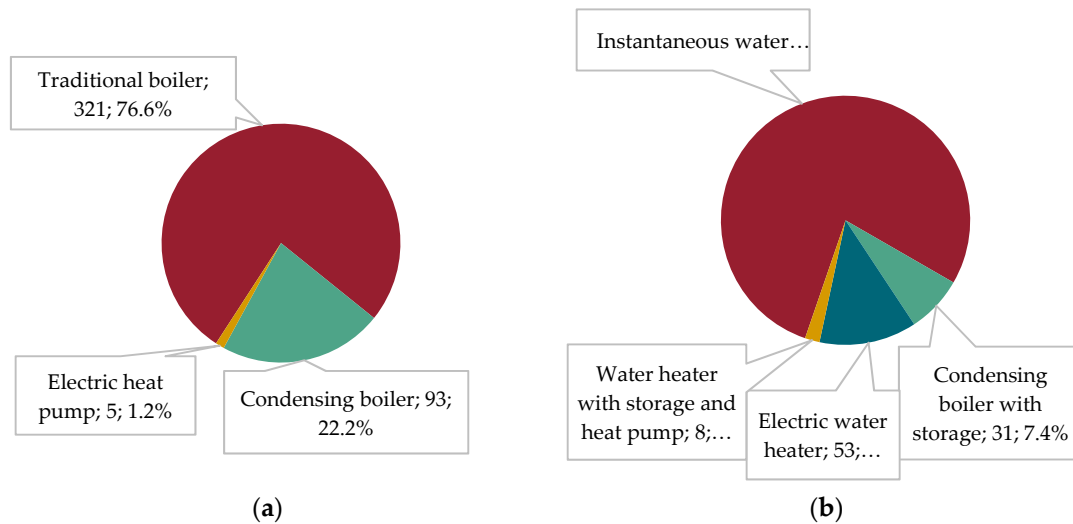 Traditional boiler;
321; 76.6%
Electric heat
pump; 5; 1.2%
Condensing boiler; 93;
22.2%
(a)
Instantaneous water…
Water heater
with storage and
heat pump; 8;…
Electric water
heater; 53;…
Condensing
boiler with
storage; 31; 7.4%
(b)